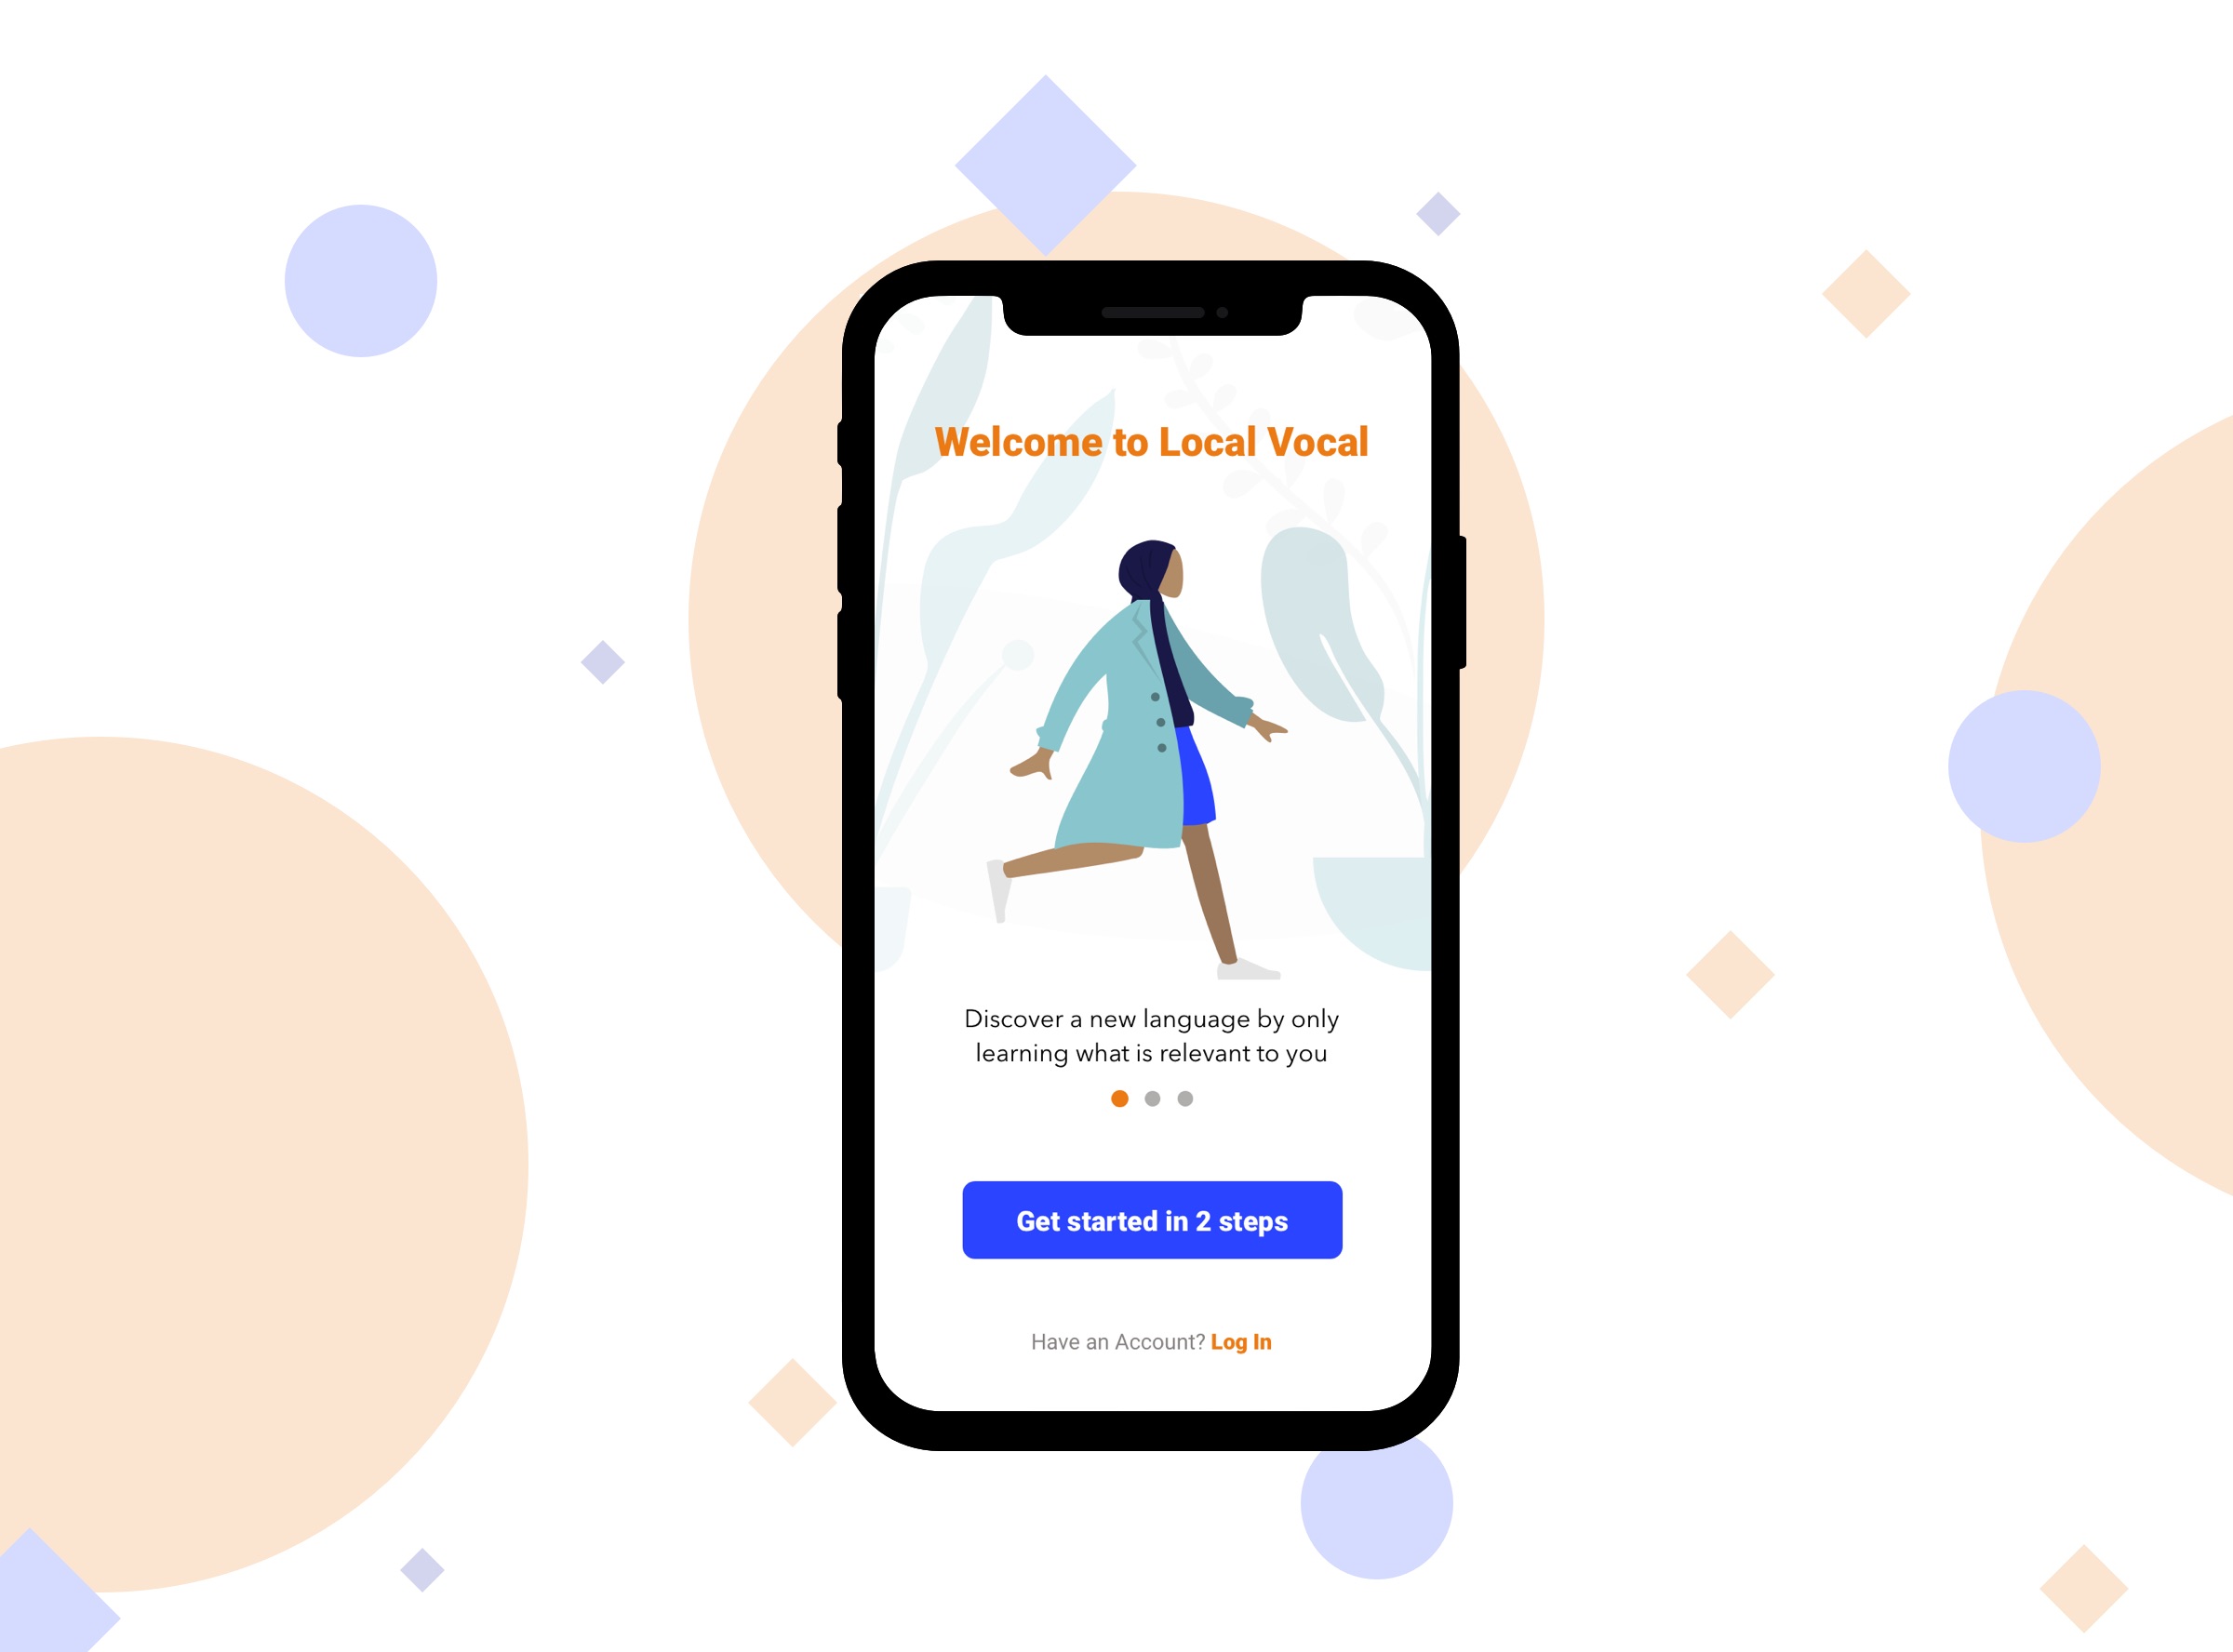 Welcome to Local Vocal
Discover a new language by only
learning what is relevant to you
Get started in 2 steps
Have an Account? Log In